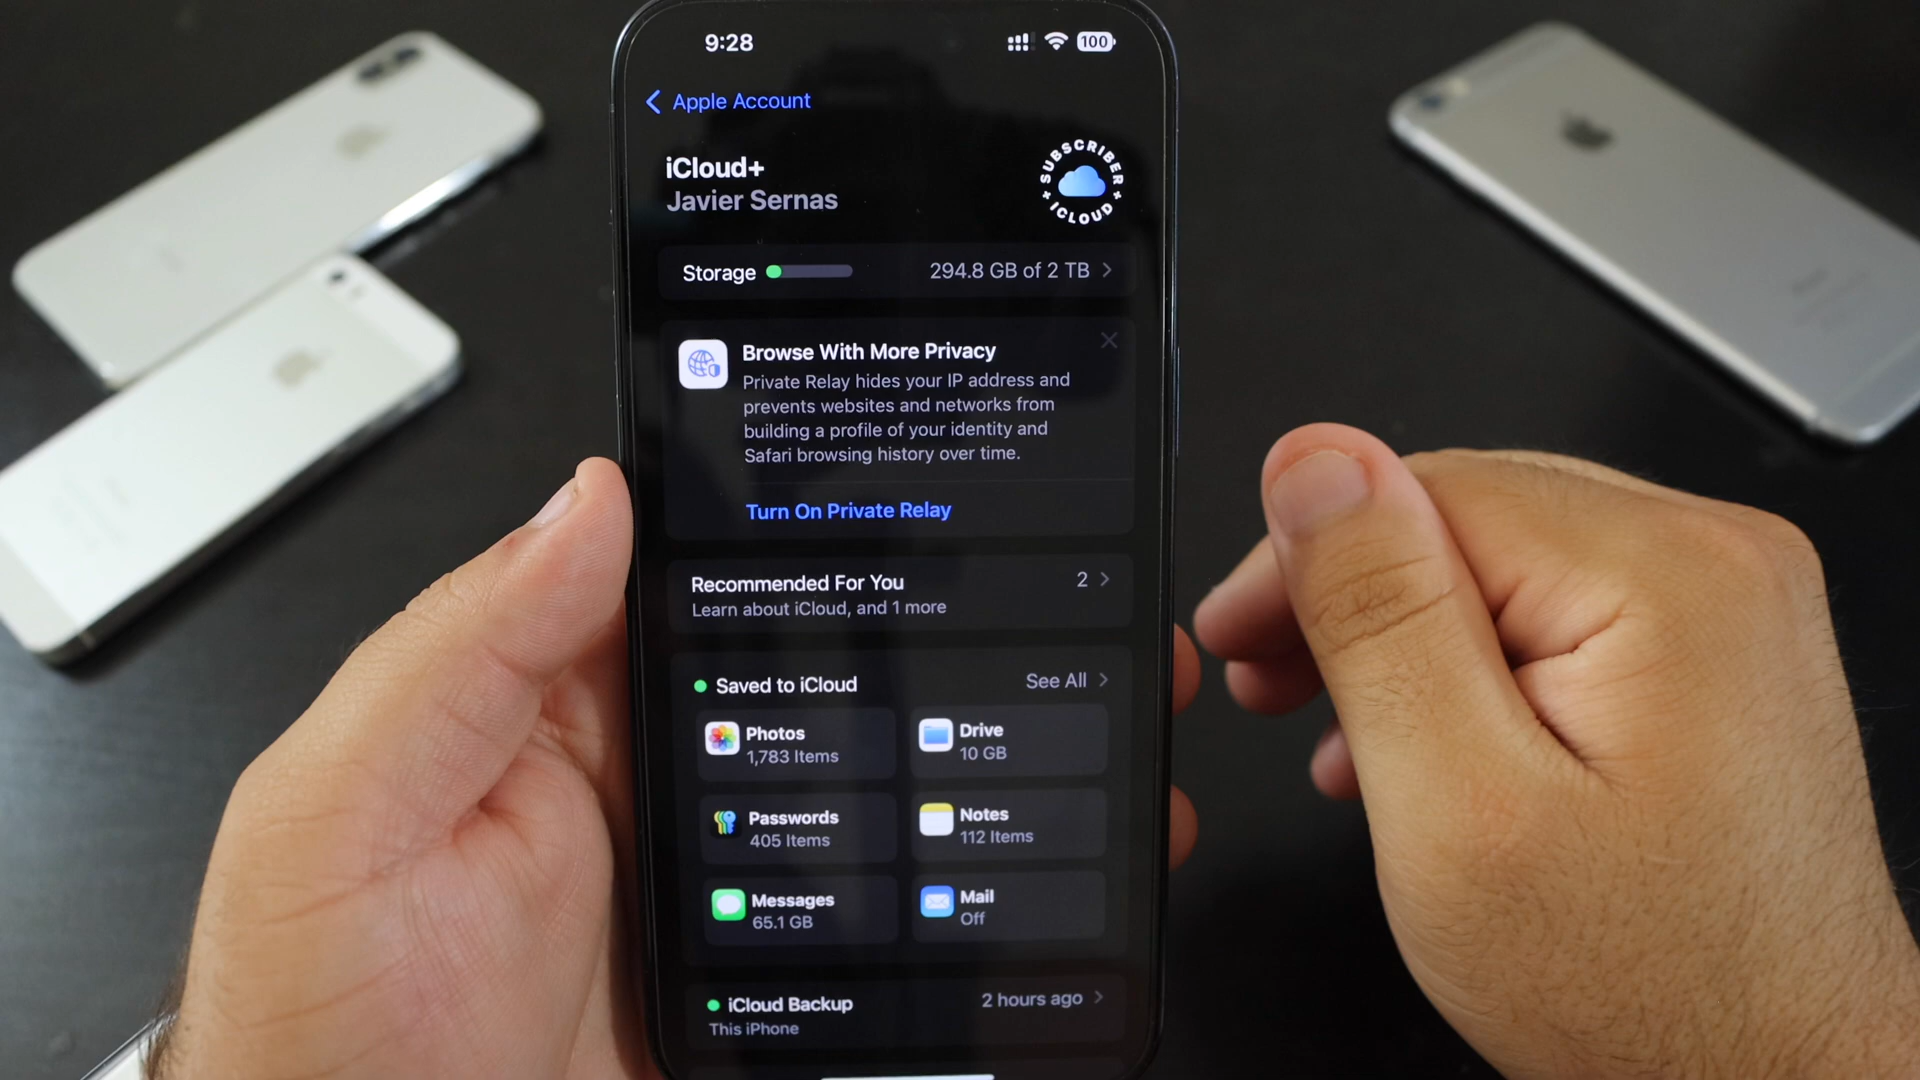 9:28
100
Apple Account
iCloud+
Javier Sernas
SUBSCRIBER
ICLOUD
Storage 294.8 GB of 2 TB
Browse With More Privacy
Private Relay hides your IP address and
prevents websites and networks from
building a profile of your identity and
Safari browsing history over time.
Turn On Private Relay
Recommended For You 2
Learn about iCloud, and 1 more
Saved to iCloud See All
Photos
1,783 Items
Drive
10 GB
Passwords
405 Items
Notes
112 Items
Messages
65.1 GB
Mail
Off
iCloud Backup 2 hours ago
This iPhone